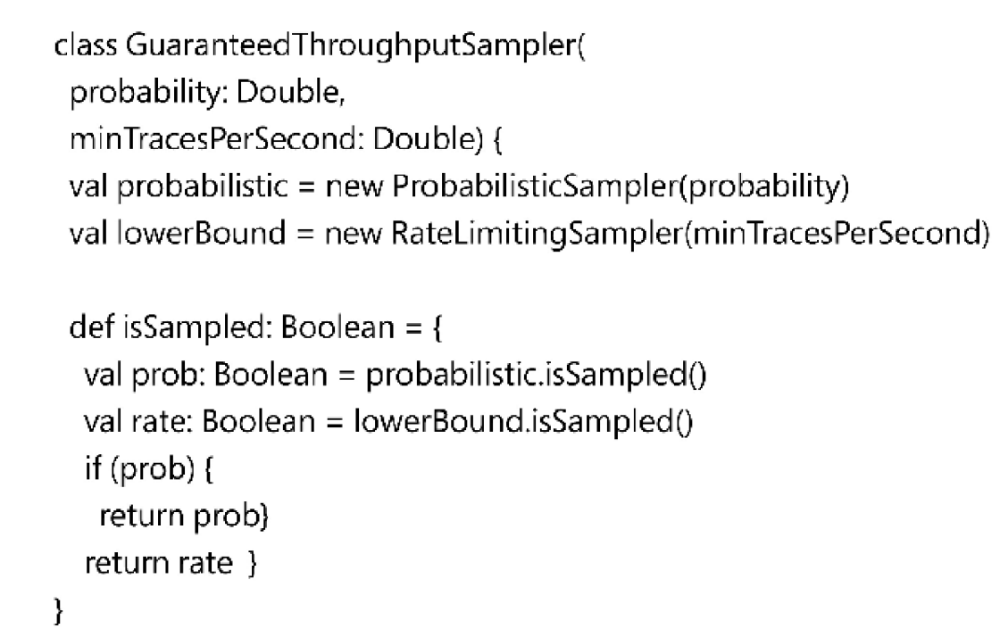 class GuaranteedThroughputSampler(
probability: Double,
minTracesPerSecond: Double) {
val probabilistic = new ProbabilisticSampler(probability)
val lowerBound = new RateLimitingSampler(minTracesPerSecond)
def isSampled: Boolean = {
val prob: Boolean = probabilistic.isSampled()
val rate: Boolean = lowerBound.isSampled()
if (prob) {
return prob}
return rate }
}